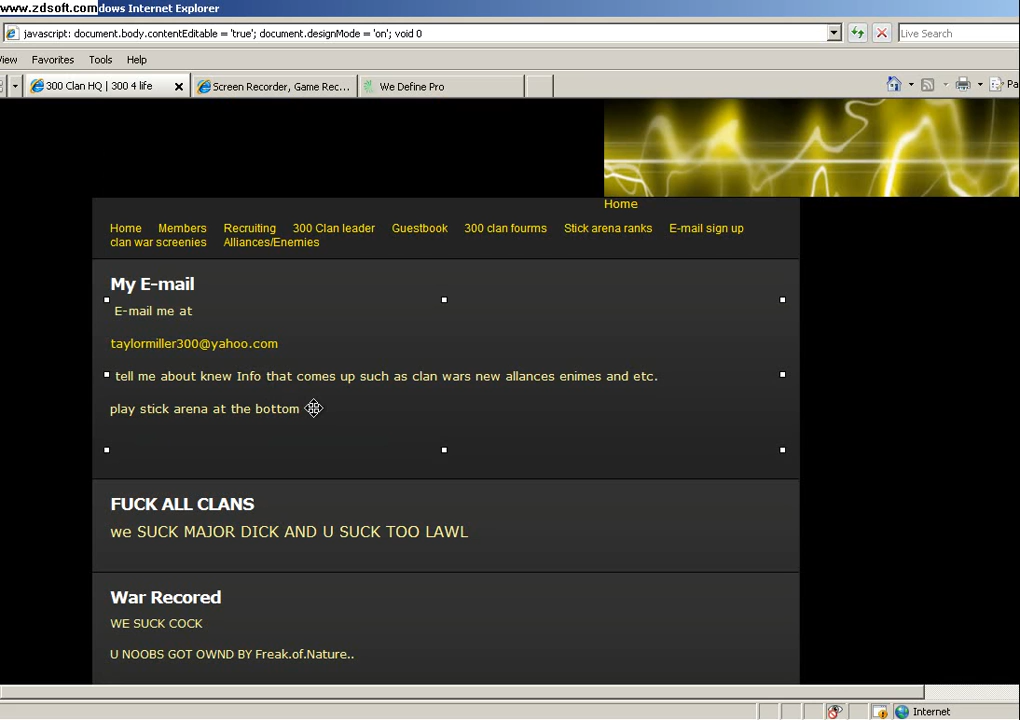 www.zdsoft.com dows Internet Explorer
javascript: document.body.contentEditable = 'true'; document.designMode = 'on'; void 0
Live Search
View Favorites Tools Help
300 Clan HQ | 300 4 life
Screen Recorder, Game Rec...
We Define Pro
Pa
Home
Home Members Recruiting 300 Clan leader Guestbook 300 clan fourms Stick arena ranks E-mail sign up
clan war screenies Alliances/Enemies
My E-mail
E-mail me at
taylormiller300@yahoo.com
tell me about knew Info that comes up such as clan wars new allances enimes and etc.
play stick arena at the bottom
FUCK ALL CLANS
we SUCK MAJOR DICK AND U SUCK TOO LAWL
War Recored
WE SUCK COCK
U NOOBS GOT OWND BY Freak.of.Nature..
Internet